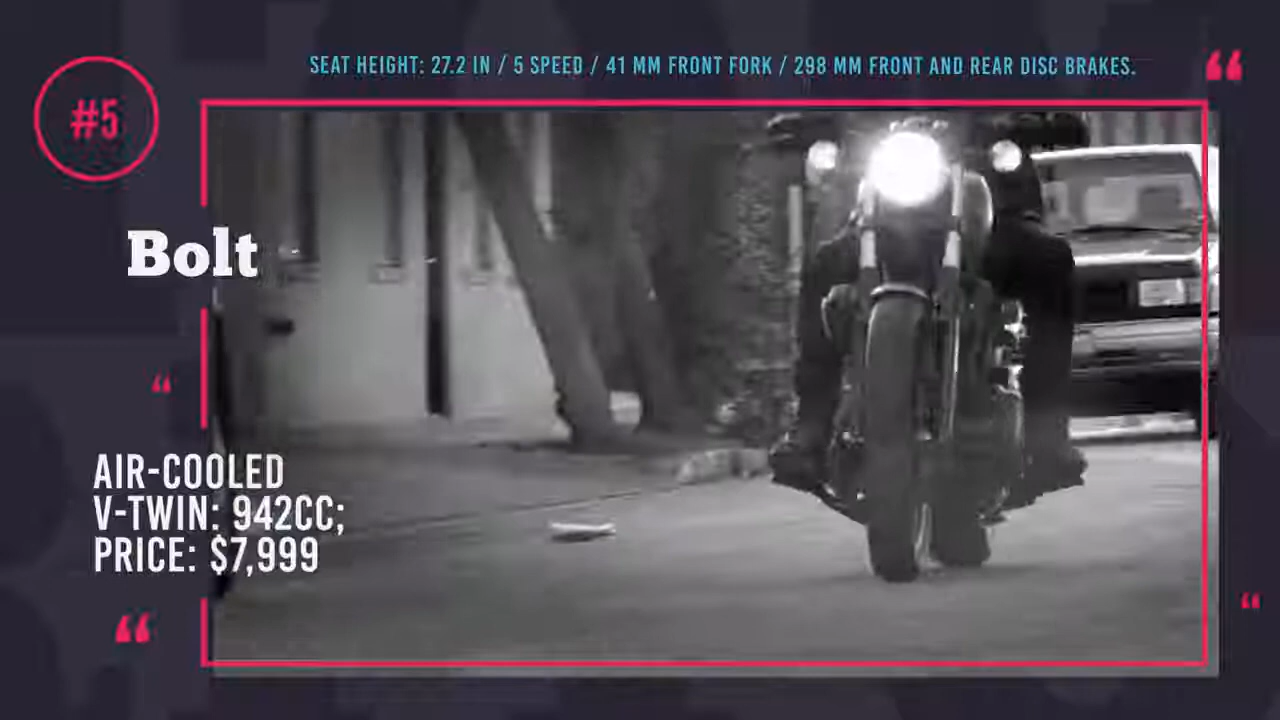 SEAT HEIGHT: 27.2 IN / 5 SPEED / 41 MM FRONT FORK / 298 MM FRONT AND REAR DISC BRAKES.
#5
Bolt
AIR-COOLED
V-TWIN: 942CC;
PRICE: $7,999